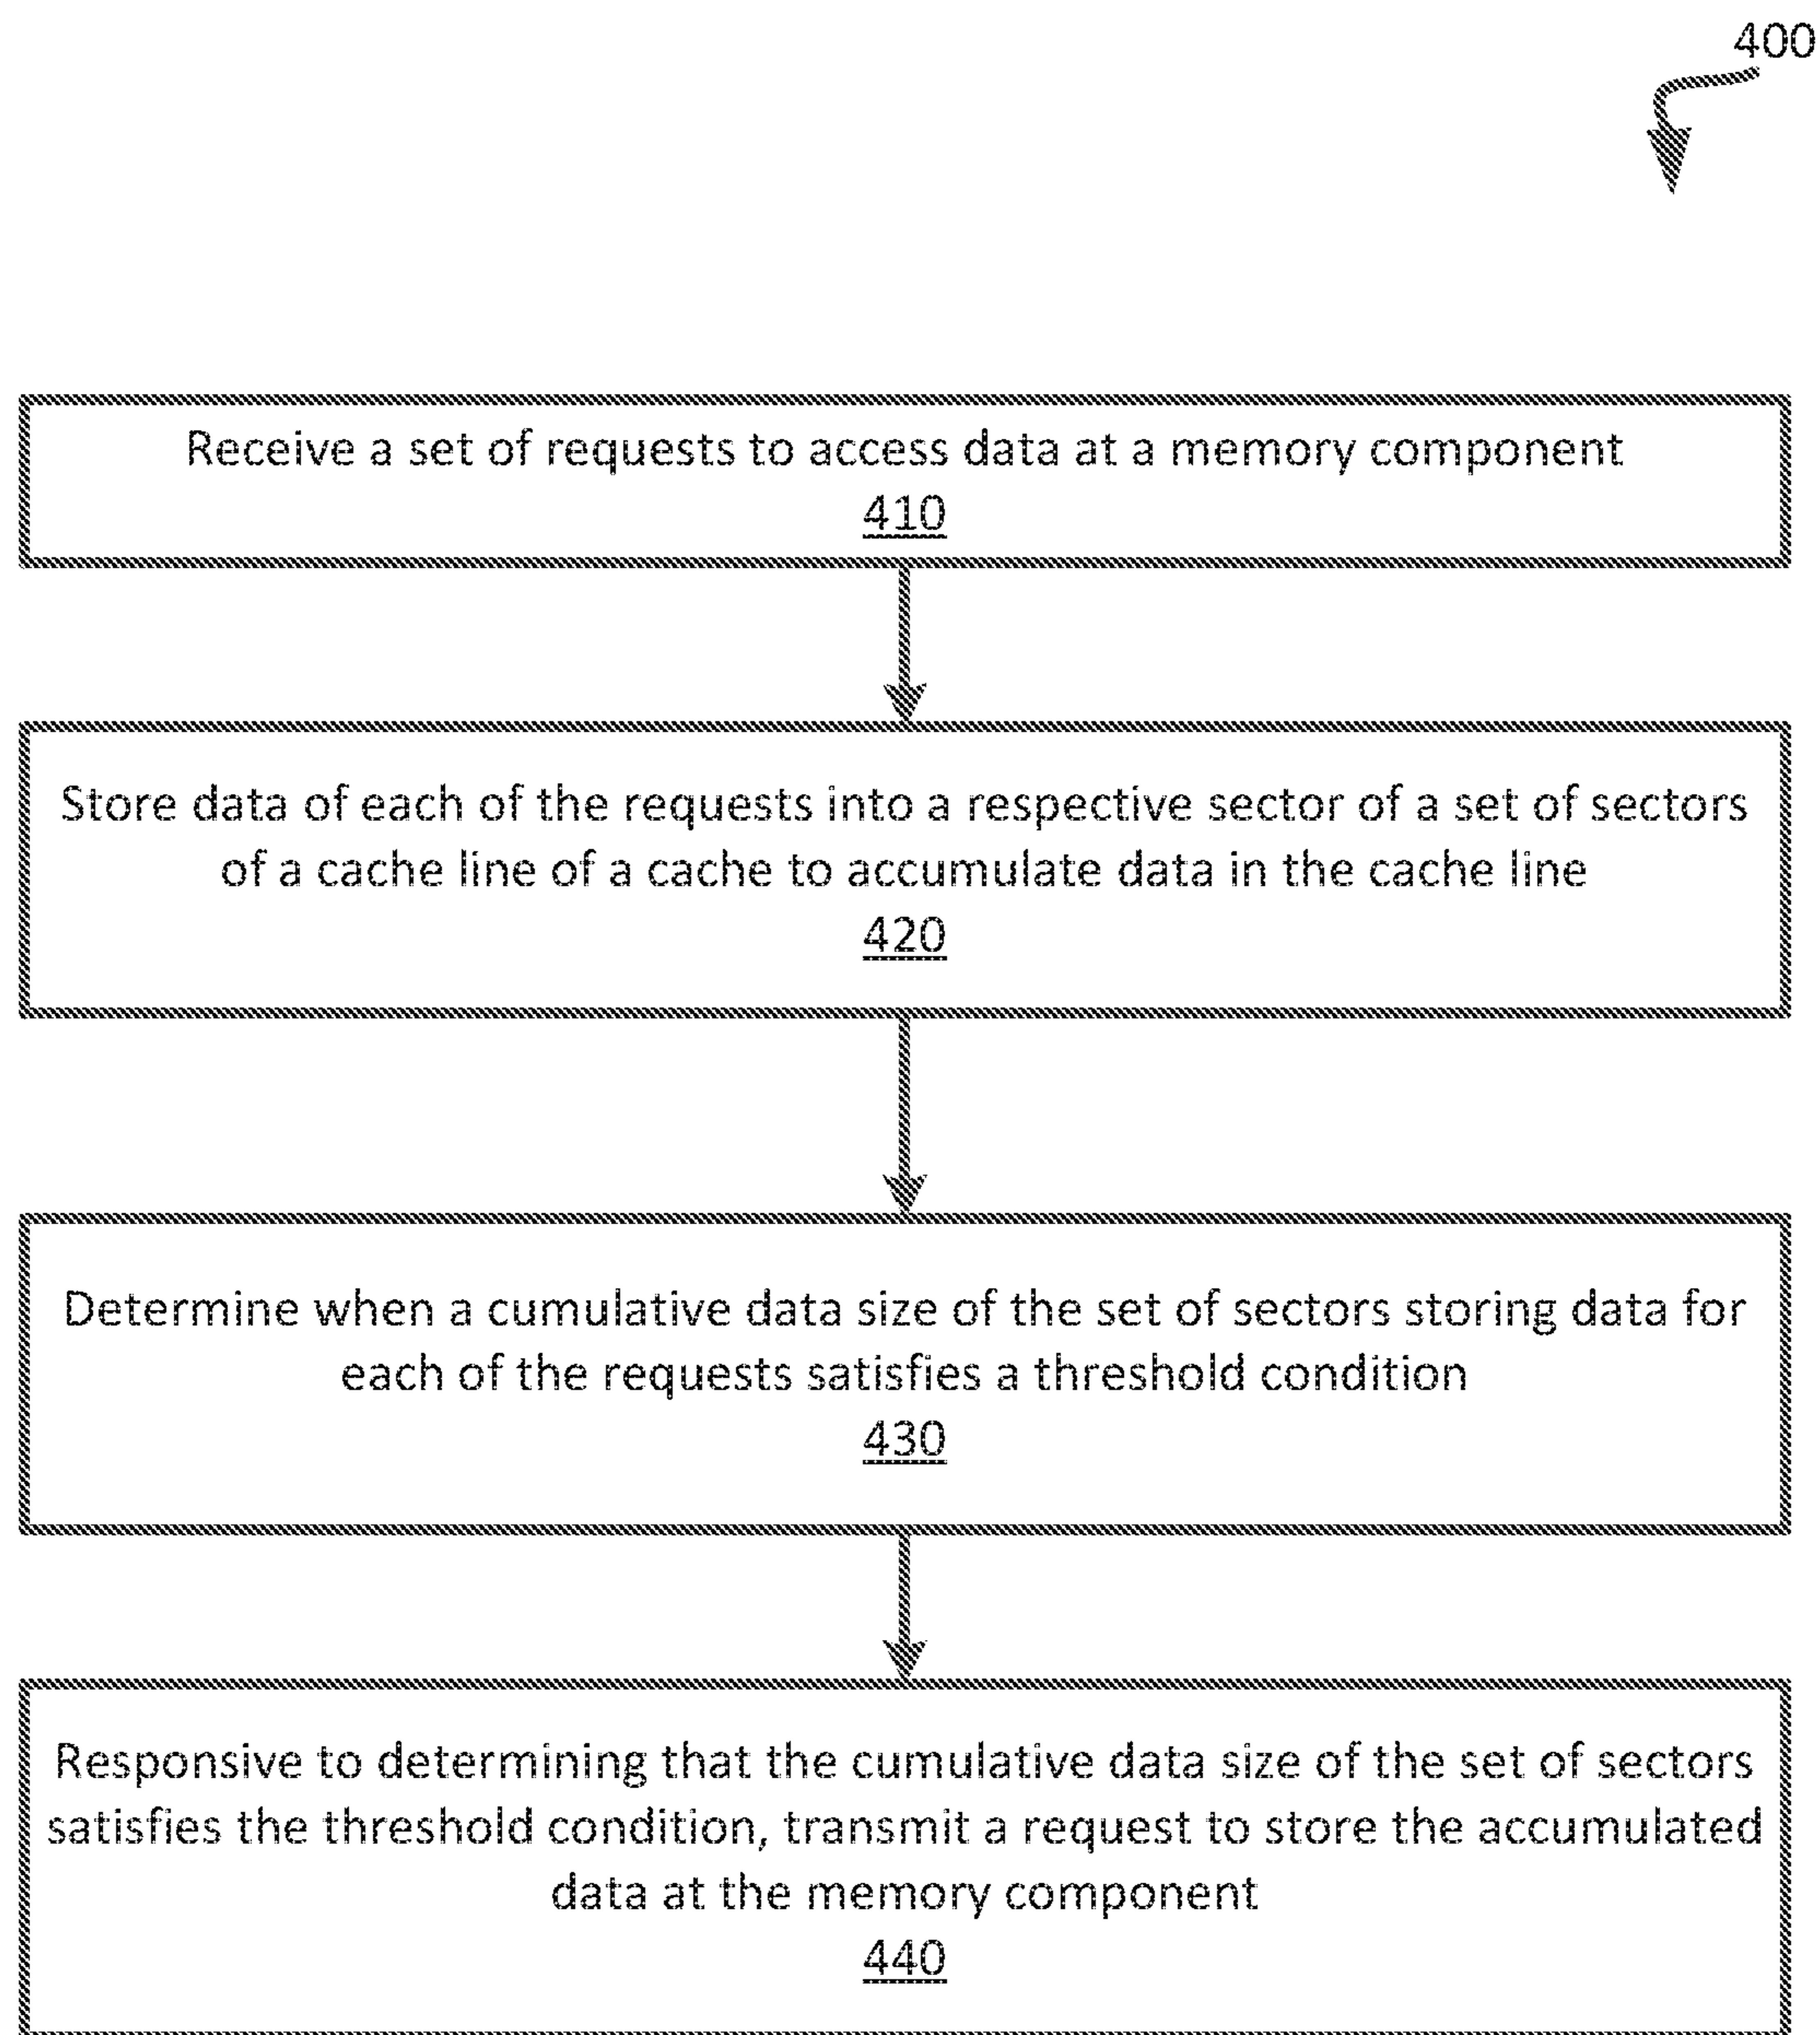 400
Receive a set of requests to access data at a memory component
410
Store data of each of the requests into a respective sector of a set of sectors
of a cache line of a cache to accumulate data in the cache line
420
Determine when a cumulative data size of the set of sectors storing data for
each of the requests satisfies a threshold condition
430
Responsive to determining that the cumulative data size of the set of sectors
satisfies the threshold condition, transmit a request to store the accumulated
data at the memory component
440